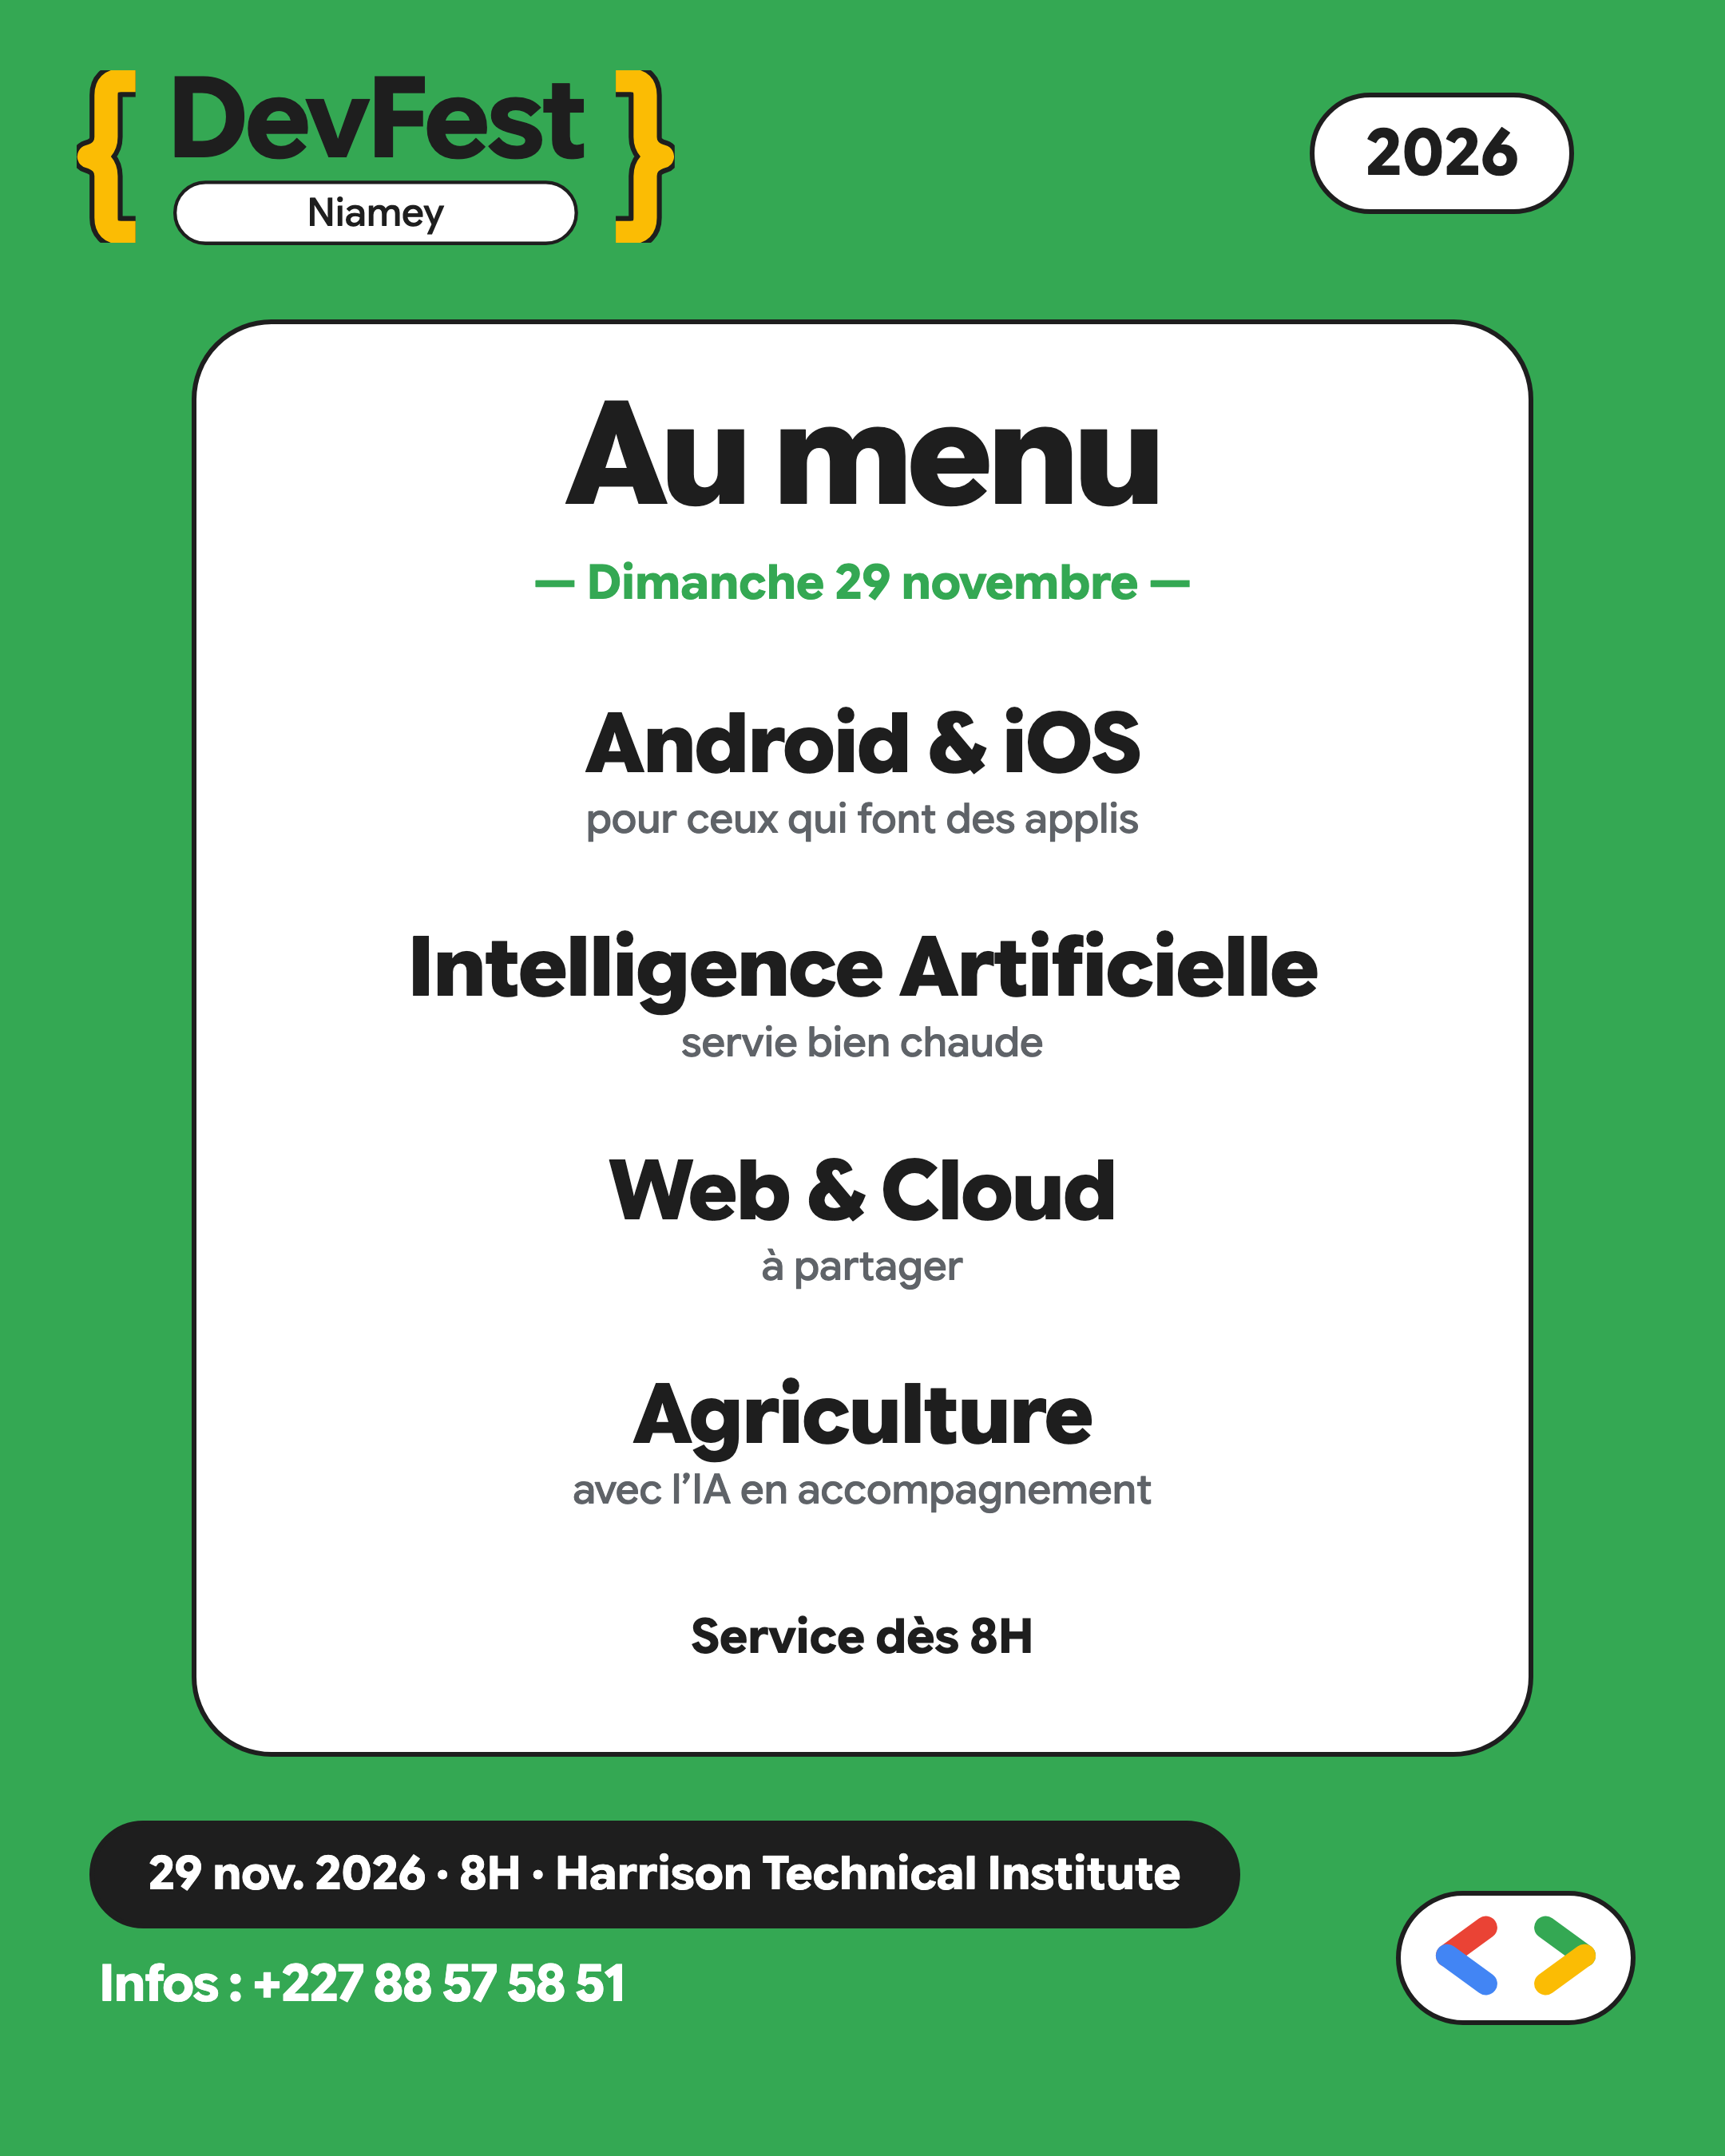 DevFest
Niamey
2026
Au menu
— Dimanche 29 novembre —
Android & iOS
pour ceux qui font des applis
Intelligence Artificielle
servie bien chaude
Web & Cloud
à partager
Agriculture
avec l’IA en accompagnement
Service dès 8H
29 nov. 2026 · 8H · Harrison Technical Institute
Infos : +227 88 57 58 51